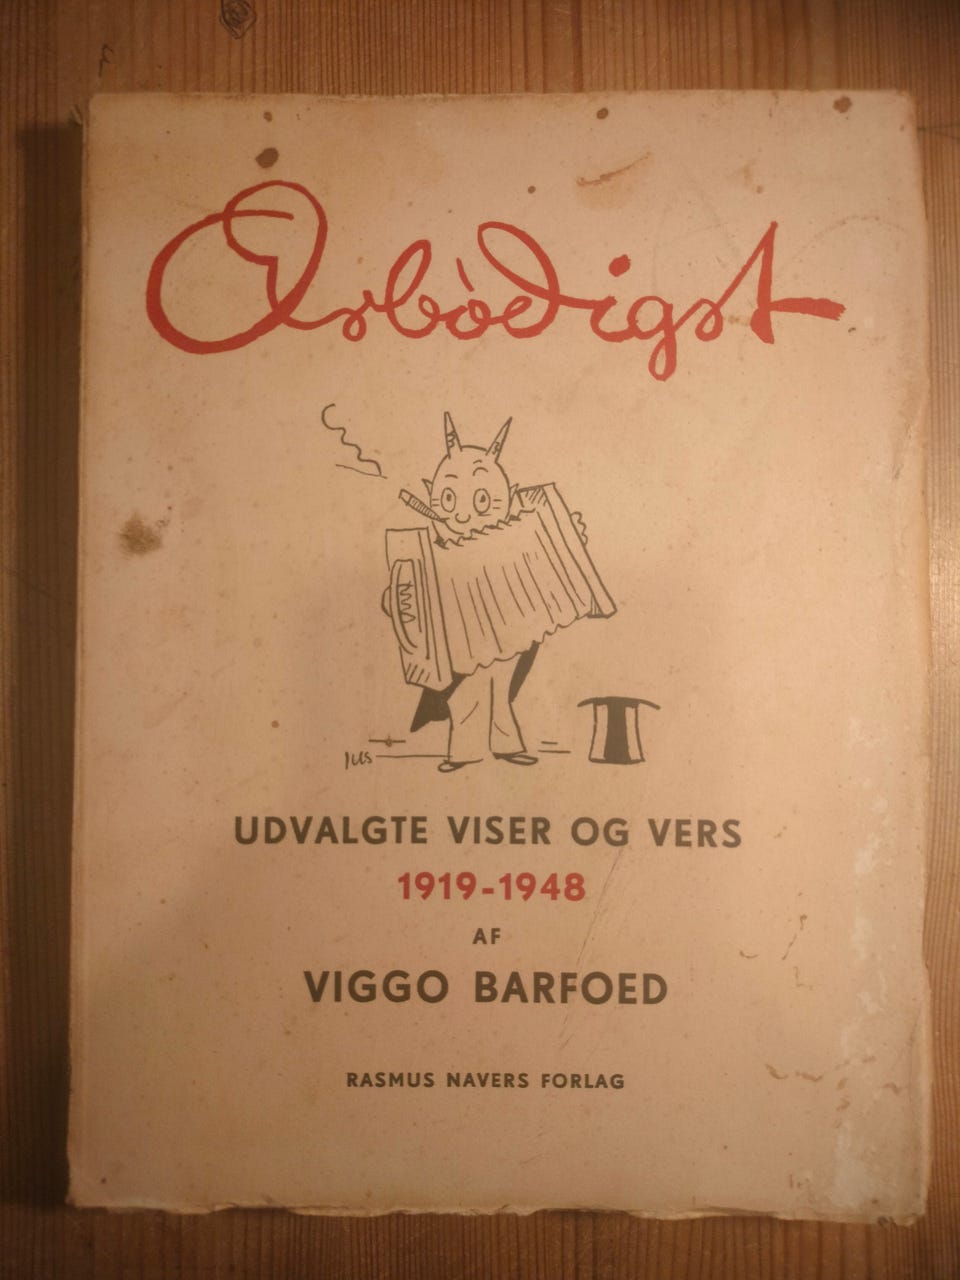 Ærbødigst
UDVALGTE VISER OG VERS
1919-1948
AF
VIGGO BARFOED
RASMUS NAVERS FORLAG